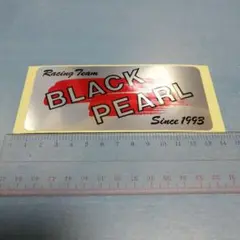 Racing Team
BLACK
PEARL
Since 1993